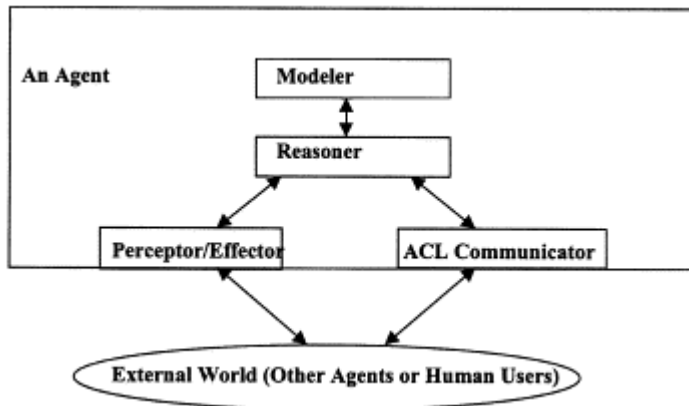 An Agent
Modeler
Reasoner
Perceptor/Effector
ACL Communicator
External World (Other Agents or Human Users)